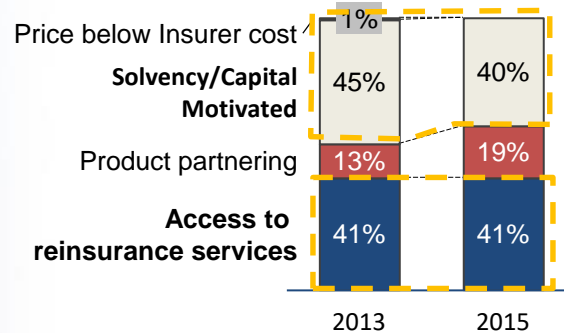 1%
Price below Insurer cost
Solvency/Capital
Motivated
45%
40%
Product partnering
13%
19%
Access to
reinsurance services
41%
41%
2013
2015